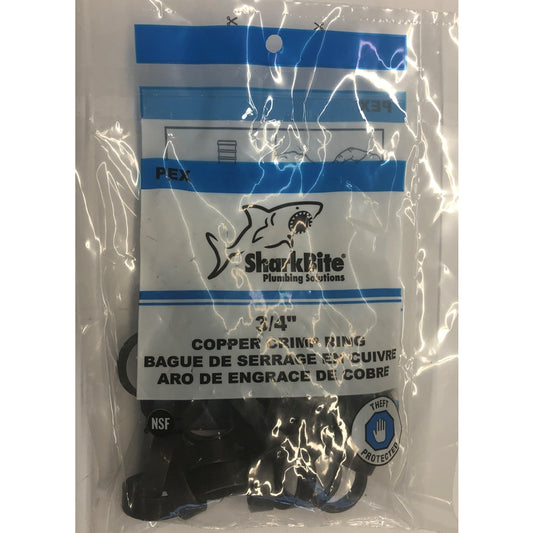 PEX
PEX
SharkBite®
Plumbing Solutions
3/4"
COPPER CRIMP RING
BAGUE DE SERRAGE EN CUIVRE
ARO DE ENGRACE DE COBRE
NSF
THEFT
PROTECTED